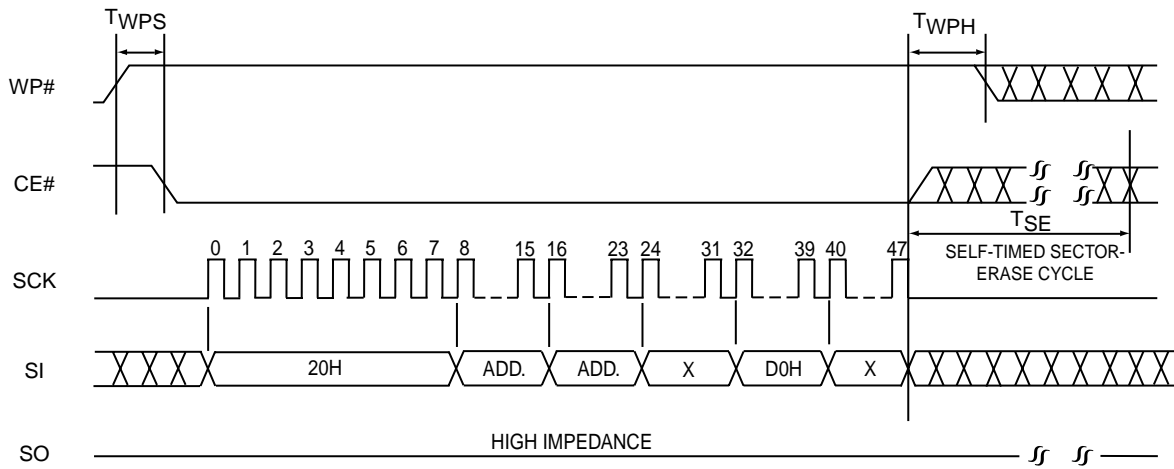 TWPS
TWPH
WP#
CE#
TSE
0 1 2 3 4 5 6 7 8 15 16 23 24 31 32 39 40 47
SELF-TIMED SECTOR-
ERASE CYCLE
SCK
SI
20H ADD. ADD. X D0H X
HIGH IMPEDANCE
SO